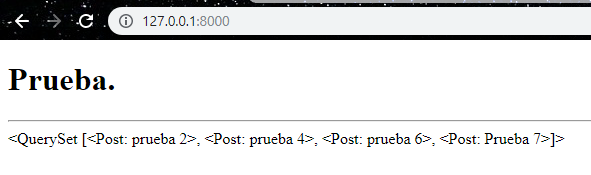 127.0.0.1:8000
Prueba.
<QuerySet [<Post: prueba 2>, <Post: prueba 4>, <Post: prueba 6>, <Post: Prueba 7>]>